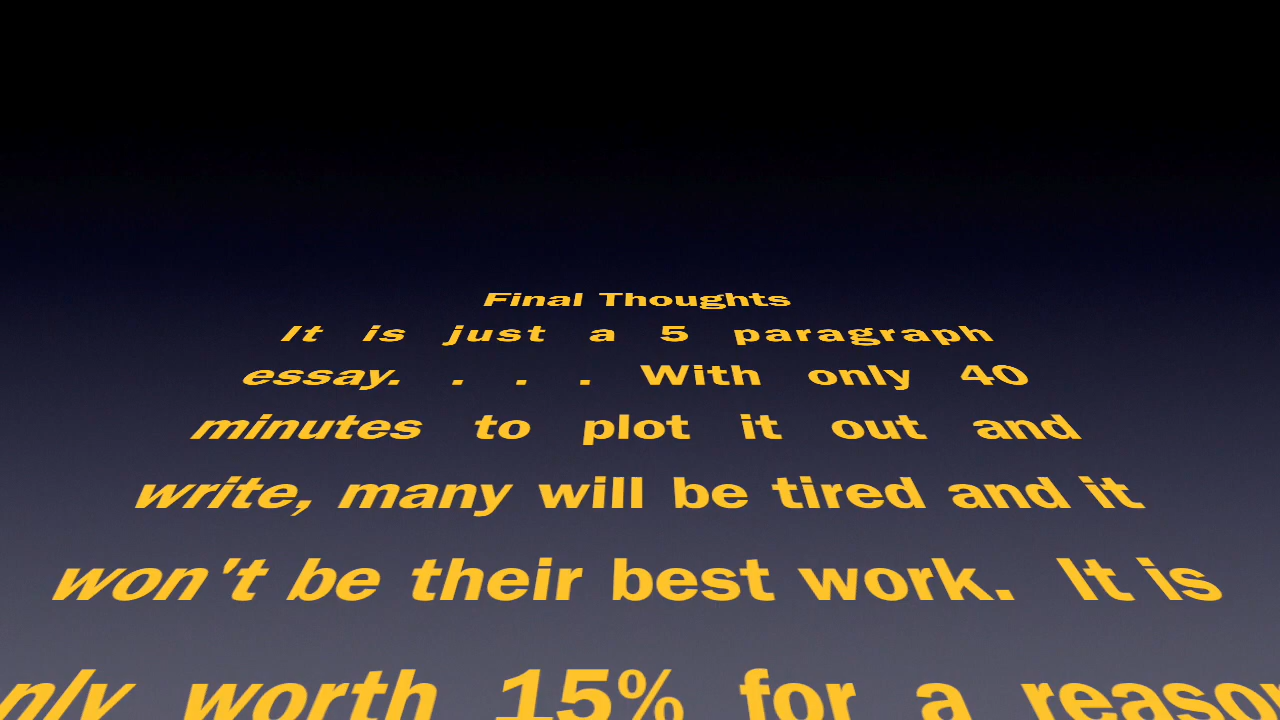 Final Thoughts
It is just a 5 paragraph
essay. . . . With only 40
minutes to plot it out and
write, many will be tired and it
won't be their best work. It is
worth 15% for a